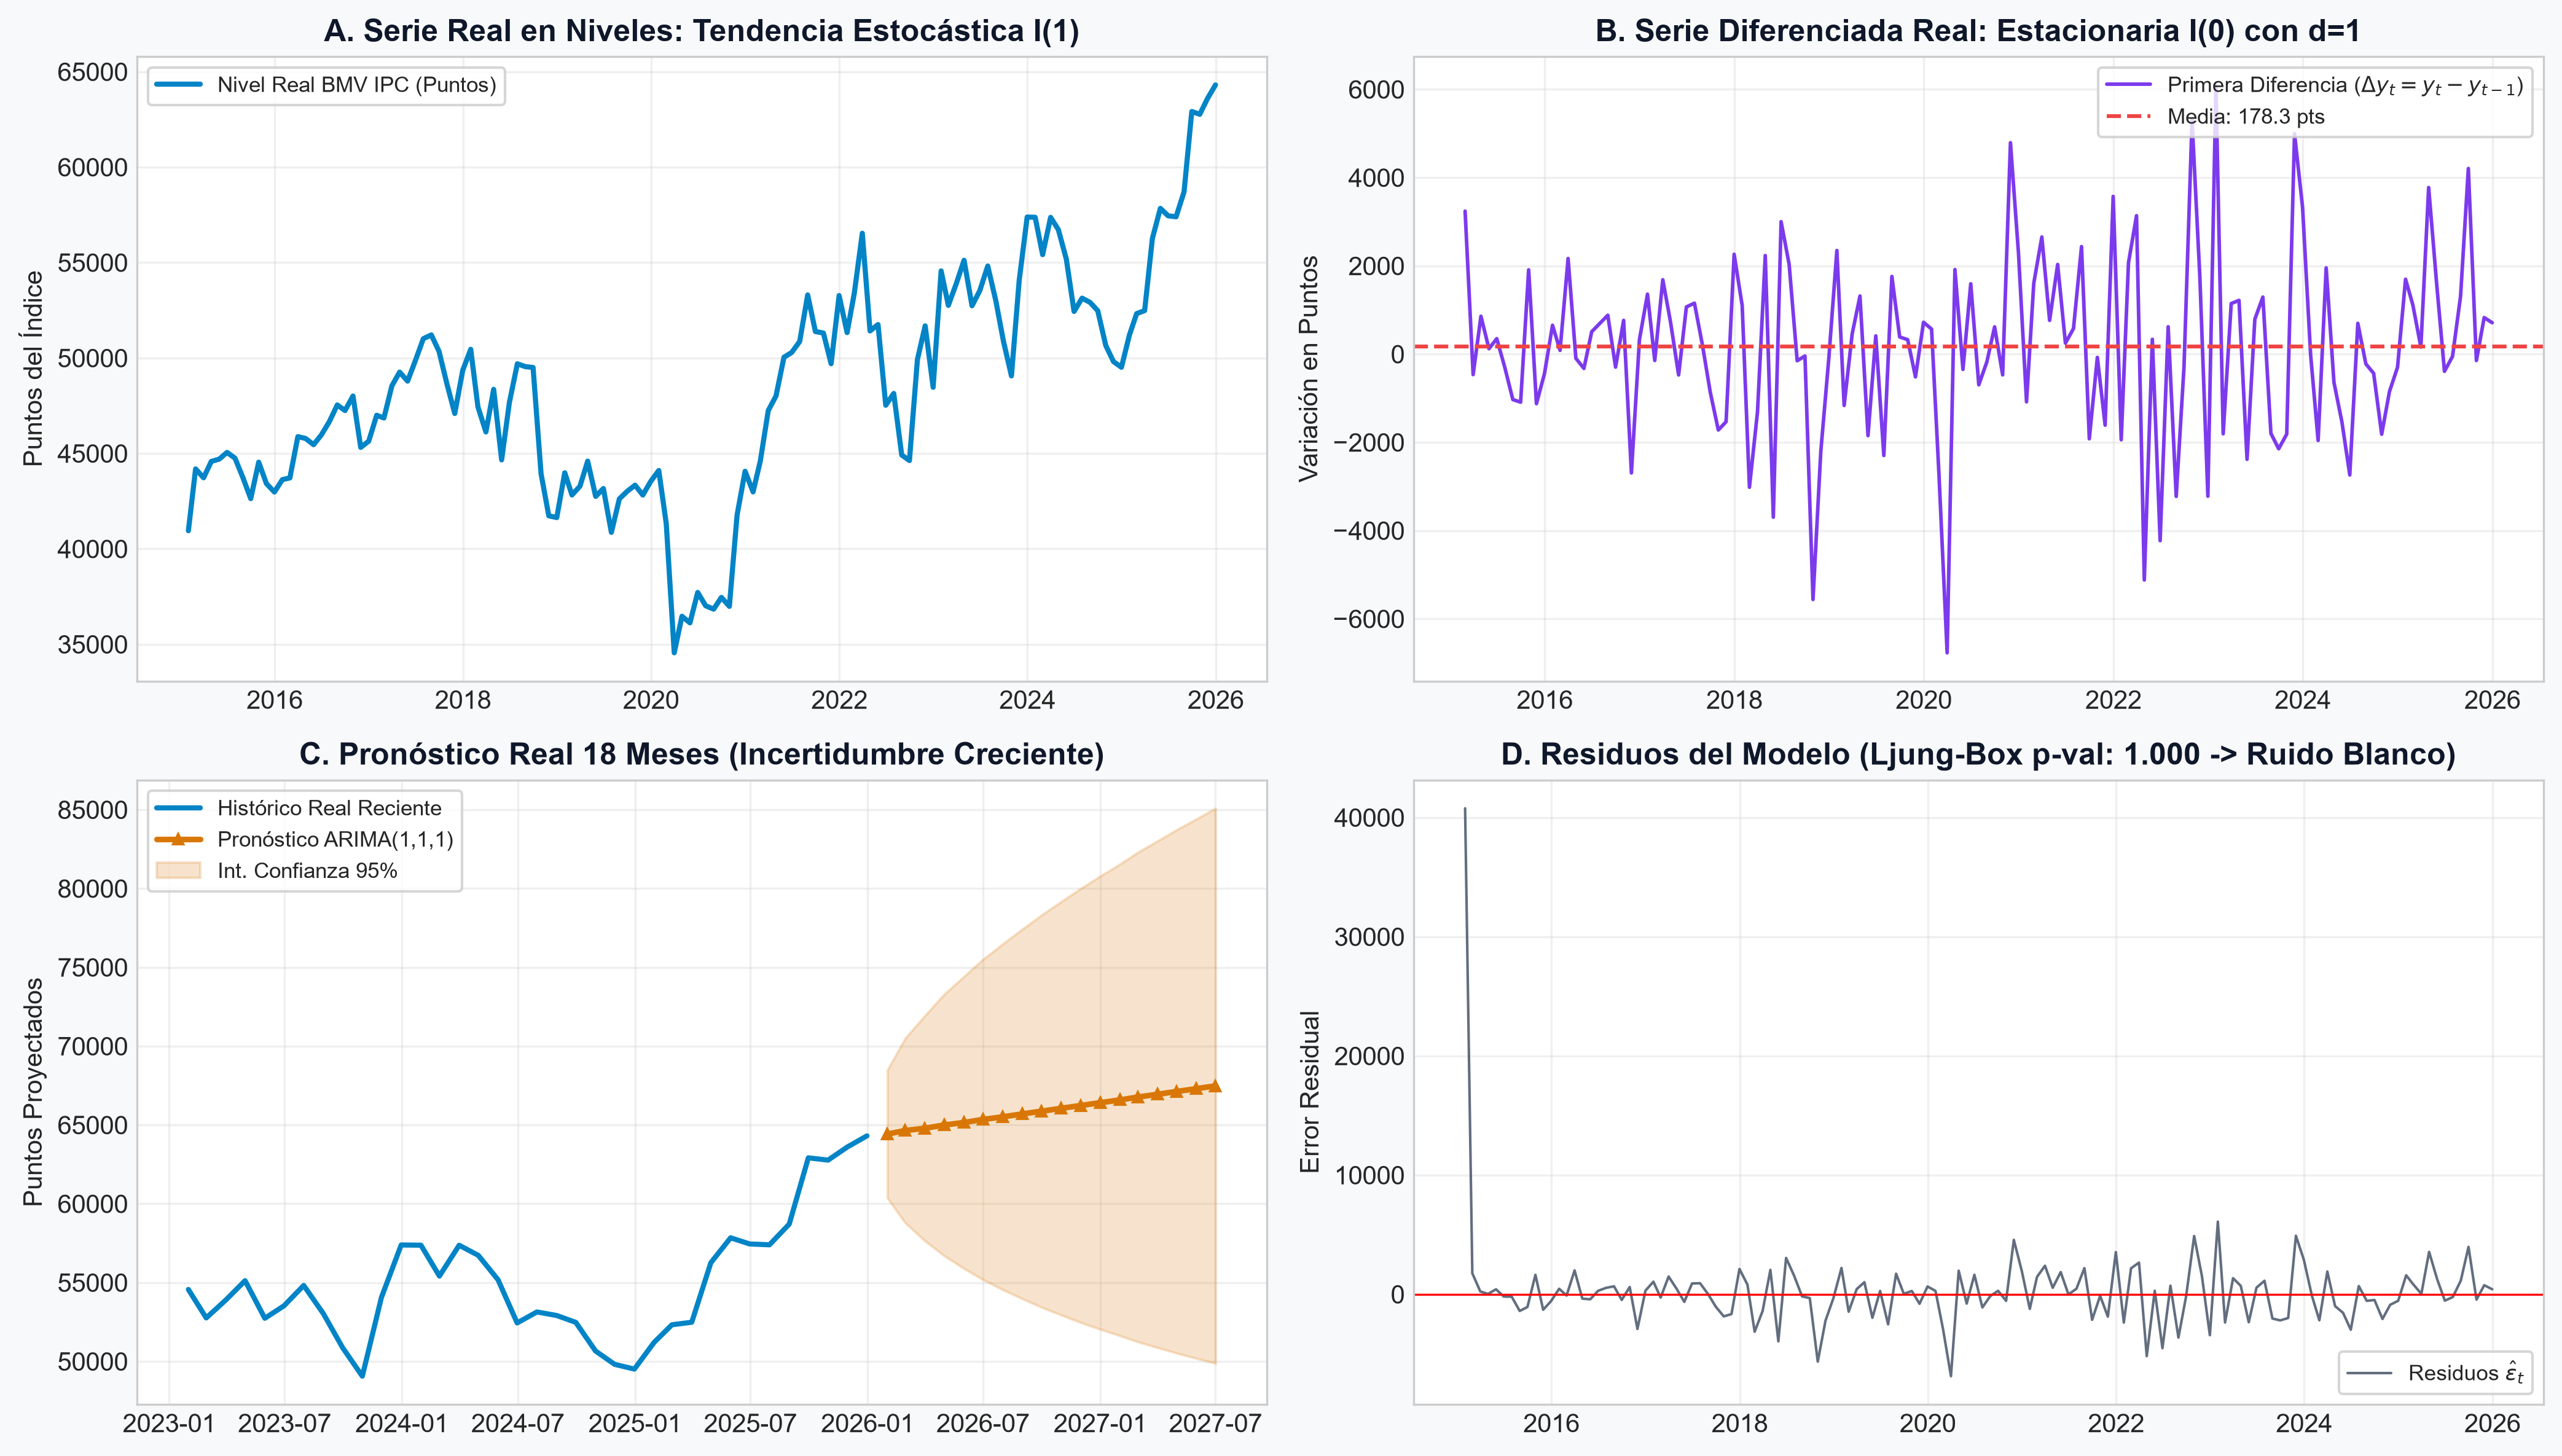 A. Serie Real en Niveles: Tendencia Estocástica I(1)
Nivel Real BMV IPC (Puntos)
Puntos del Índice
65000
60000
55000
50000
45000
40000
35000
2016 2018 2020 2022 2024 2026
B. Serie Diferenciada Real: Estacionaria I(0) con d=1
Primera Diferencia (Δyₜ = yₜ − yₜ₋₁)
Media: 178.3 pts
Variación en Puntos
6000
4000
2000
0
−2000
−4000
−6000
2016 2018 2020 2022 2024 2026
C. Pronóstico Real 18 Meses (Incertidumbre Creciente)
Histórico Real Reciente
Pronóstico ARIMA(1,1,1)
Int. Confianza 95%
Puntos Proyectados
85000
80000
75000
70000
65000
60000
55000
50000
2023-01 2023-07 2024-01 2024-07 2025-01 2025-07 2026-01 2026-07 2027-01 2027-07
D. Residuos del Modelo (Ljung-Box p-val: 1.000 -> Ruido Blanco)
Error Residual
40000
30000
20000
10000
0
Residuos ε̂ₜ
2016 2018 2020 2022 2024 2026